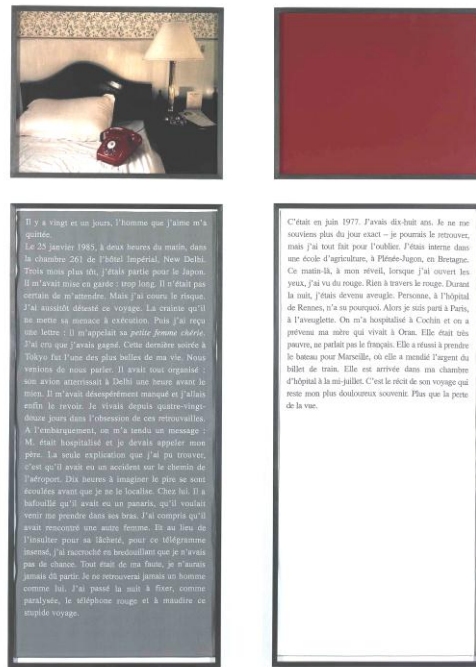 Il y a vingt et un jours, l'homme que j'aime m'a
quittée.
Le 25 janvier 1985, à deux heures du matin, dans
la chambre 261 de l'hôtel Impérial, New Delhi.
Trois mois plus tôt, j'étais partie pour le Japon.
Il m'avait mise en garde : trop long. Il n'était pas
certain de m'attendre. Mais j'ai couru le risque.
J'ai aussitôt détesté ce voyage. La crainte qu'il
ne mette sa menace à exécution. Puis j'ai reçu
une lettre : il m'appelait sa petite femme chérie.
J'ai cru que j'avais gagné. Cette dernière soirée à
Tokyo fut l'une des plus belles de ma vie. Nous
venions de nous parler. Il avait tout organisé :
son avion atterrissait à Delhi une heure avant le
mien. Il m'avait désespérément manqué et j'allais
enfin le revoir. Je vivais depuis quatre-vingt-
douze jours dans l'obsession de ces retrouvailles.
A l'embarquement, on m'a tendu un message :
M. était hospitalisé et je devais appeler mon
père. La seule explication que j'ai pu trouver,
c'est qu'il avait eu un accident sur le chemin de
l'aéroport. Dix heures à imaginer le pire se sont
écoulées avant que je ne le localise. Chez lui. Il a
bafouillé qu'il avait eu un panaris, qu'il voulait
venir me prendre dans ses bras. J'ai compris qu'il
avait rencontré une autre femme. Et au lieu de
l'insulter pour sa lâcheté, pour ce télégramme
insensé, j'ai raccroché en bredouillant que je n'avais
pas de chance. Tout était de ma faute, je n'aurais
jamais dû partir. Je ne retrouverai jamais un homme
comme lui. J'ai passé la nuit à fixer, comme
paralysée, le téléphone rouge et à maudire ce
stupide voyage.
C'était en juin 1977. J'avais dix-huit ans. Je ne me
souviens plus du jour exact – je pourrais le retrouver,
mais j'ai tout fait pour l'oublier. J'étais interne dans
une école d'agriculture, à Plénée-Jugon, en Bretagne.
Ce matin-là, à mon réveil, lorsque j'ai ouvert les
yeux, j'ai vu du rouge. Rien à travers le rouge. Durant
la nuit, j'étais devenu aveugle. Personne, à l'hôpital
de Rennes, n'a su pourquoi. Alors je suis parti à Paris,
à l'aveuglette. On m'a hospitalisé à Cochin et on a
prévenu ma mère qui vivait à Oran. Elle était très
pauvre, ne parlait pas le français. Elle a réussi à prendre
le bateau pour Marseille, où elle a mendié l'argent du
billet de train. Elle est arrivée dans ma chambre
d'hôpital à la mi-juillet. C'est le récit de son voyage qui
reste mon plus douloureux souvenir. Plus que la perte
de la vue.